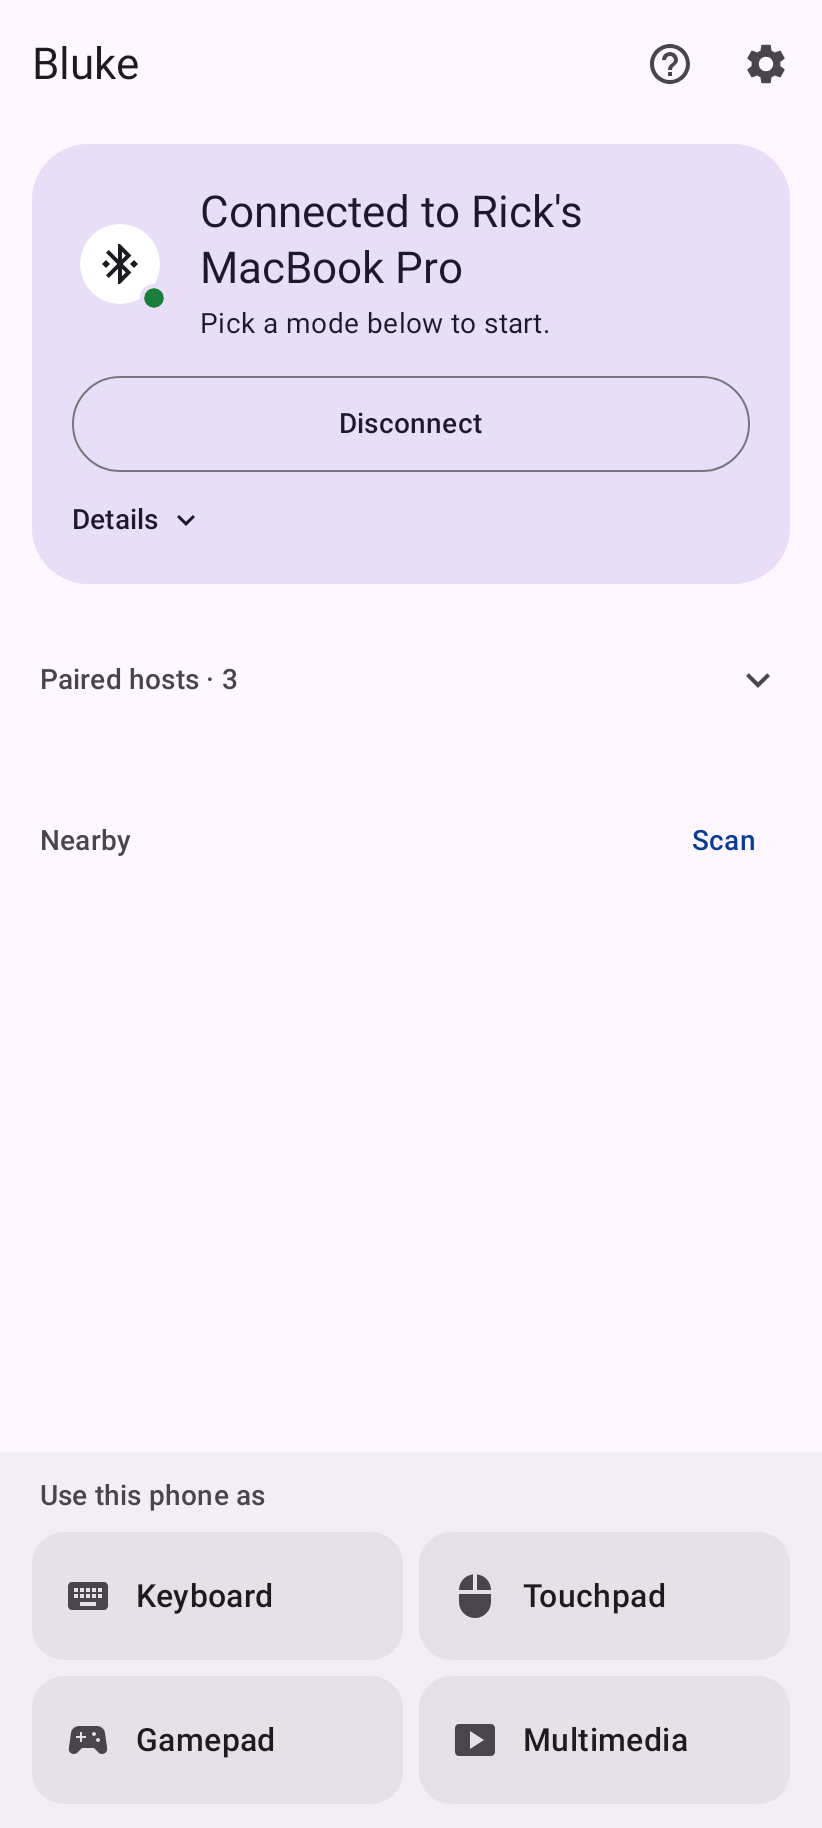 Bluke
Connected to Rick's
MacBook Pro
Pick a mode below to start.
Disconnect
Details
Paired hosts · 3
Nearby
Scan
Use this phone as
Keyboard
Touchpad
Gamepad
Multimedia